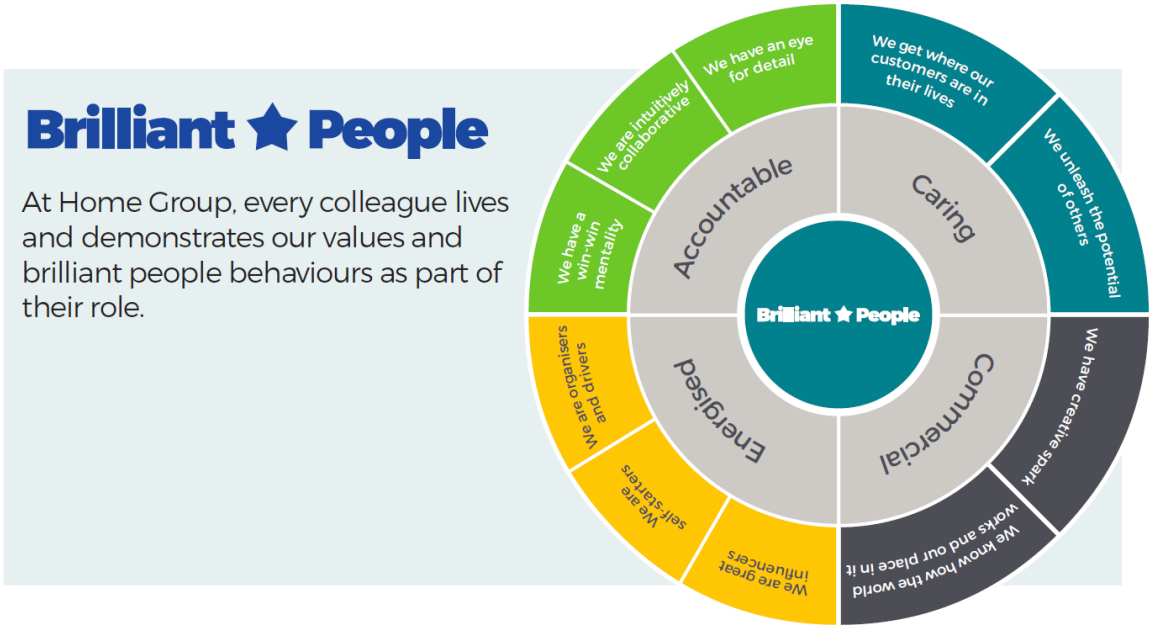 Brilliant People
At Home Group, every colleague lives
and demonstrates our values and
brilliant people behaviours as part of
their role.
We have an eye
for detail
We get where our
customers are in
their lives
We are intuitively
collaborative
We unleash the potential
of others
We have a
win-win
mentality
Accountable
Caring
Brilliant People
Energised
Commercial
We are organisers
and drivers
We have creative spark
We are
self-starters
We know how the world
works and our place in it
We are great
influencers